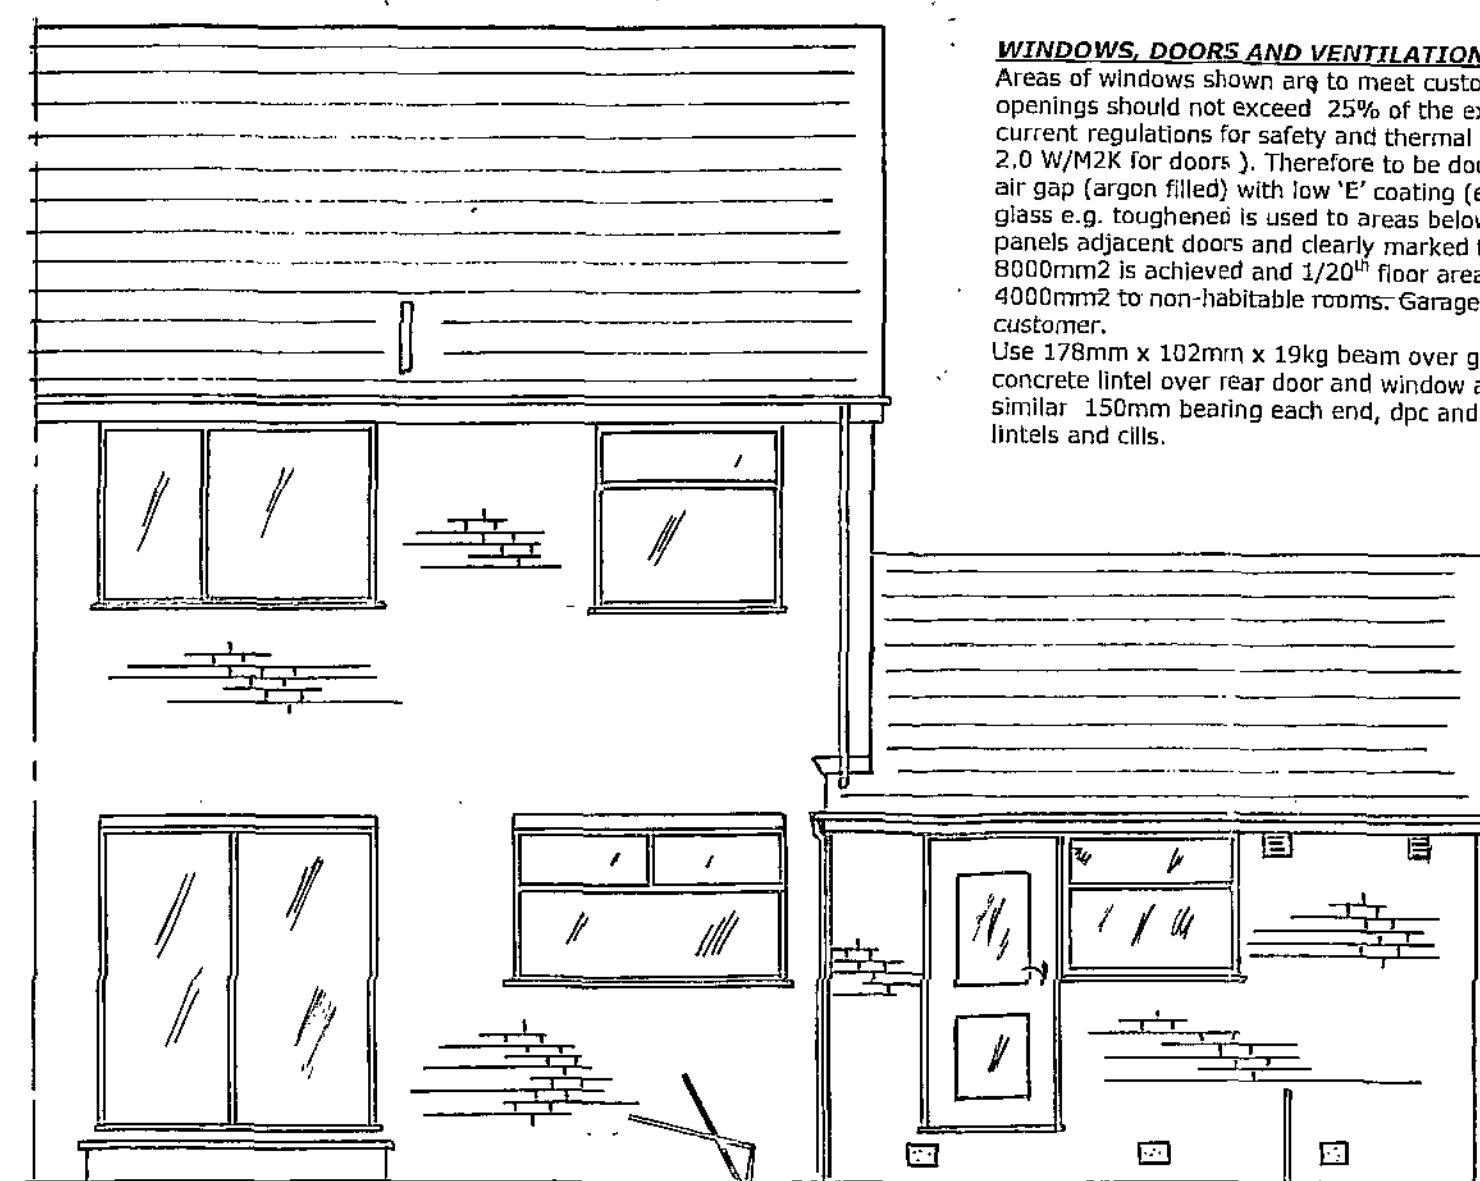 WINDOWS, DOORS AND VENTILATION
Areas of windows shown are to meet custo
openings should not exceed 25% of the ex
current regulations for safety and thermal
2.0 W/M2K for doors ). Therefore to be dou
air gap (argon filled) with low 'E' coating (e
glass e.g. toughened is used to areas below
panels adjacent doors and clearly marked t
8000mm2 is achieved and 1/20th floor area
4000mm2 to non-habitable rooms. Garage
customer.
Use 178mm x 102mm x 19kg beam over g
concrete lintel over rear door and window a
similar 150mm bearing each end, dpc and
lintels and cills.